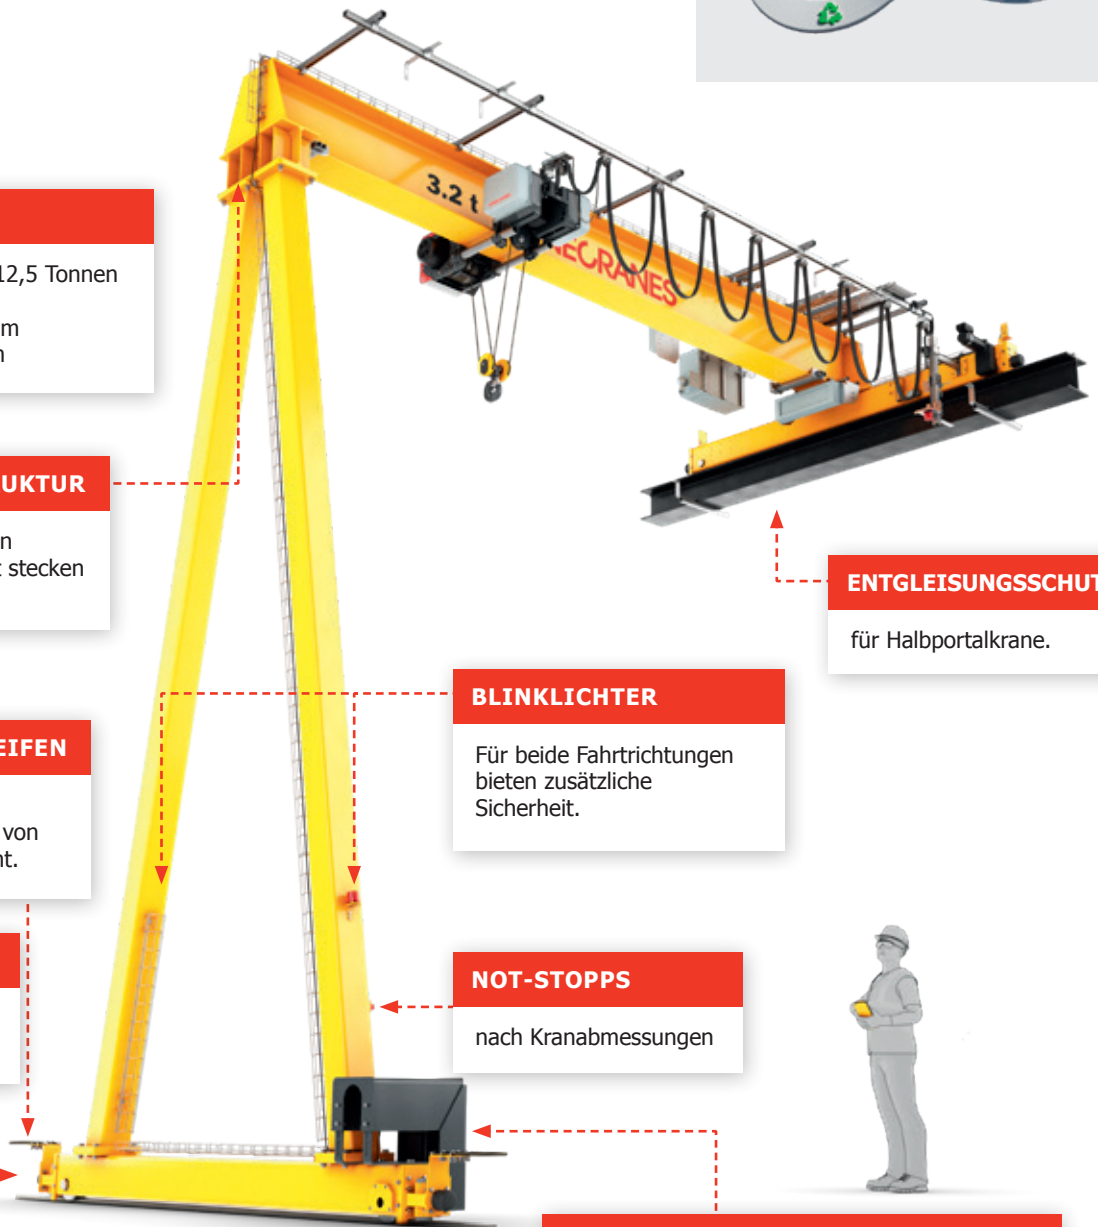 3.2 t
NECRANES
12,5 Tonnen
m
n
UKTUR
n
t stecken
ENTGLEISUNGSSCHUT
für Halbportalkrane.
BLINKLICHTER
Für beide Fahrtrichtungen
bieten zusätzliche
Sicherheit.
EIFEN
von
nt.
NOT-STOPPS
nach Kranabmessungen